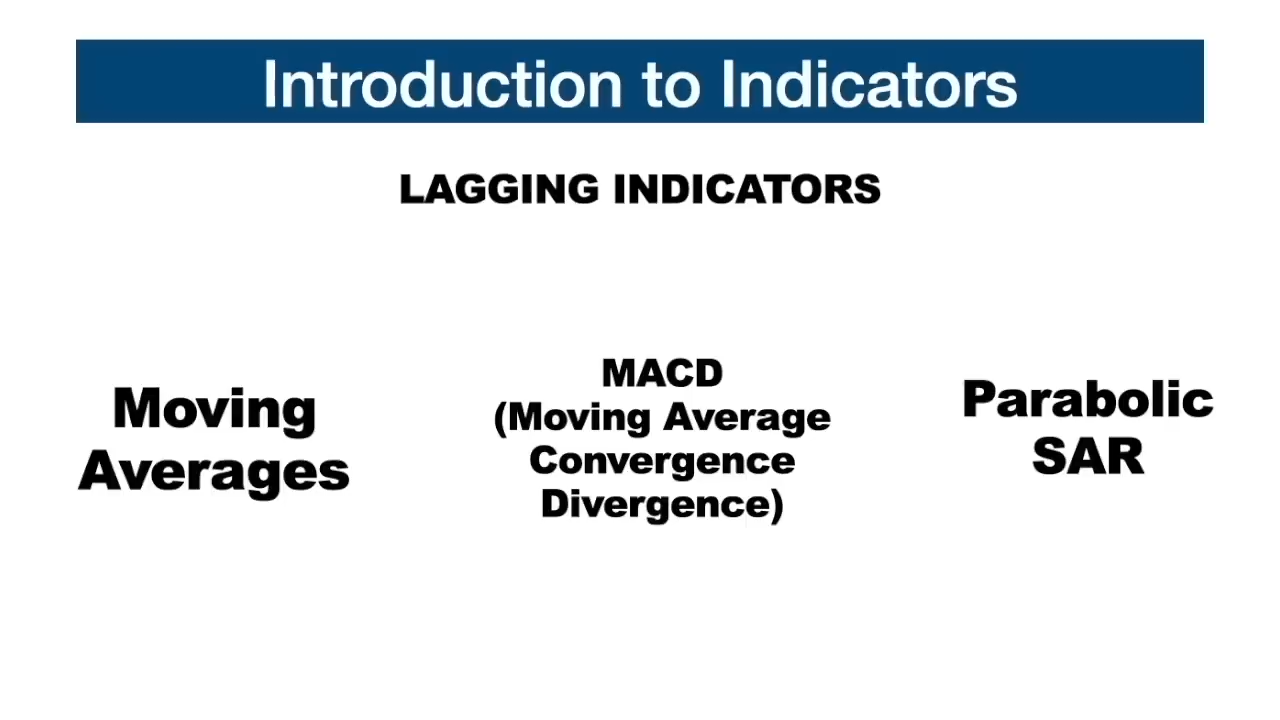 Introduction to Indicators
LAGGING INDICATORS
Moving
Averages
MACD
(Moving Average
Convergence
Divergence)
Parabolic
SAR